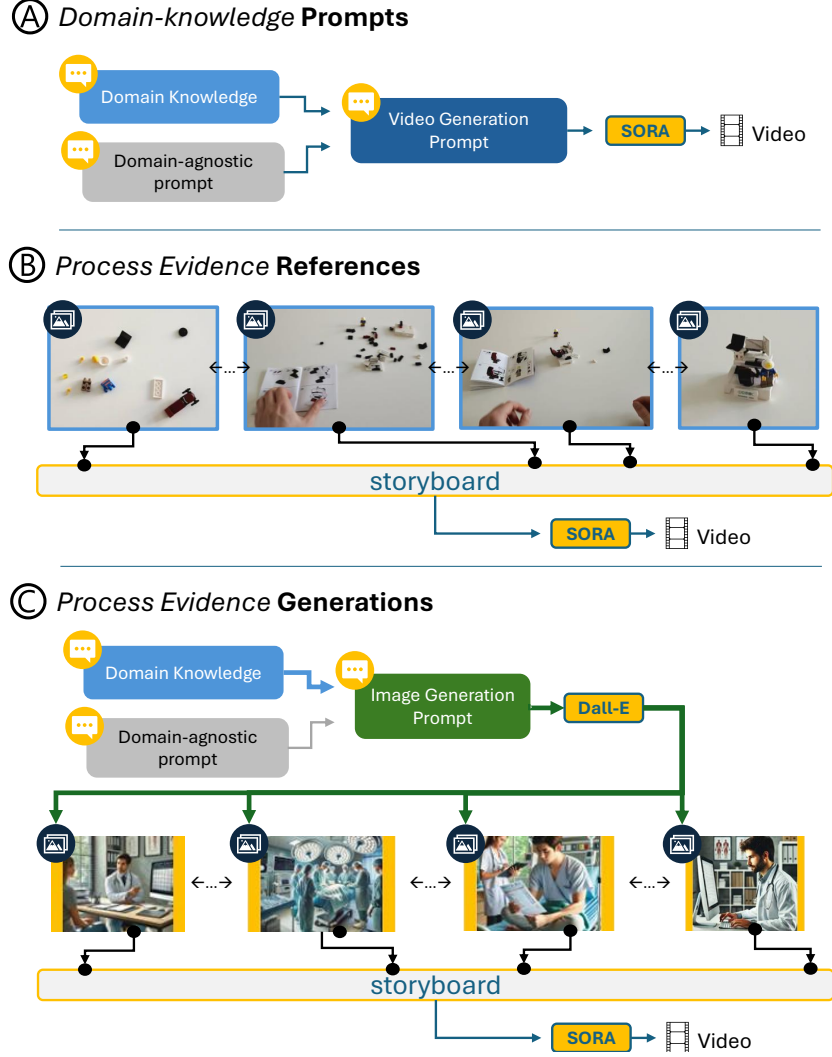 A Domain-knowledge Prompts
Domain Knowledge
Domain-agnostic
prompt
Video Generation
Prompt
SORA
Video
B Process Evidence References
←...→
←...→
←...→
storyboard
SORA
Video
C Process Evidence Generations
Domain Knowledge
Domain-agnostic
prompt
Image Generation
Prompt
Dall-E
←...→
←...→
←...→
storyboard
SORA
Video